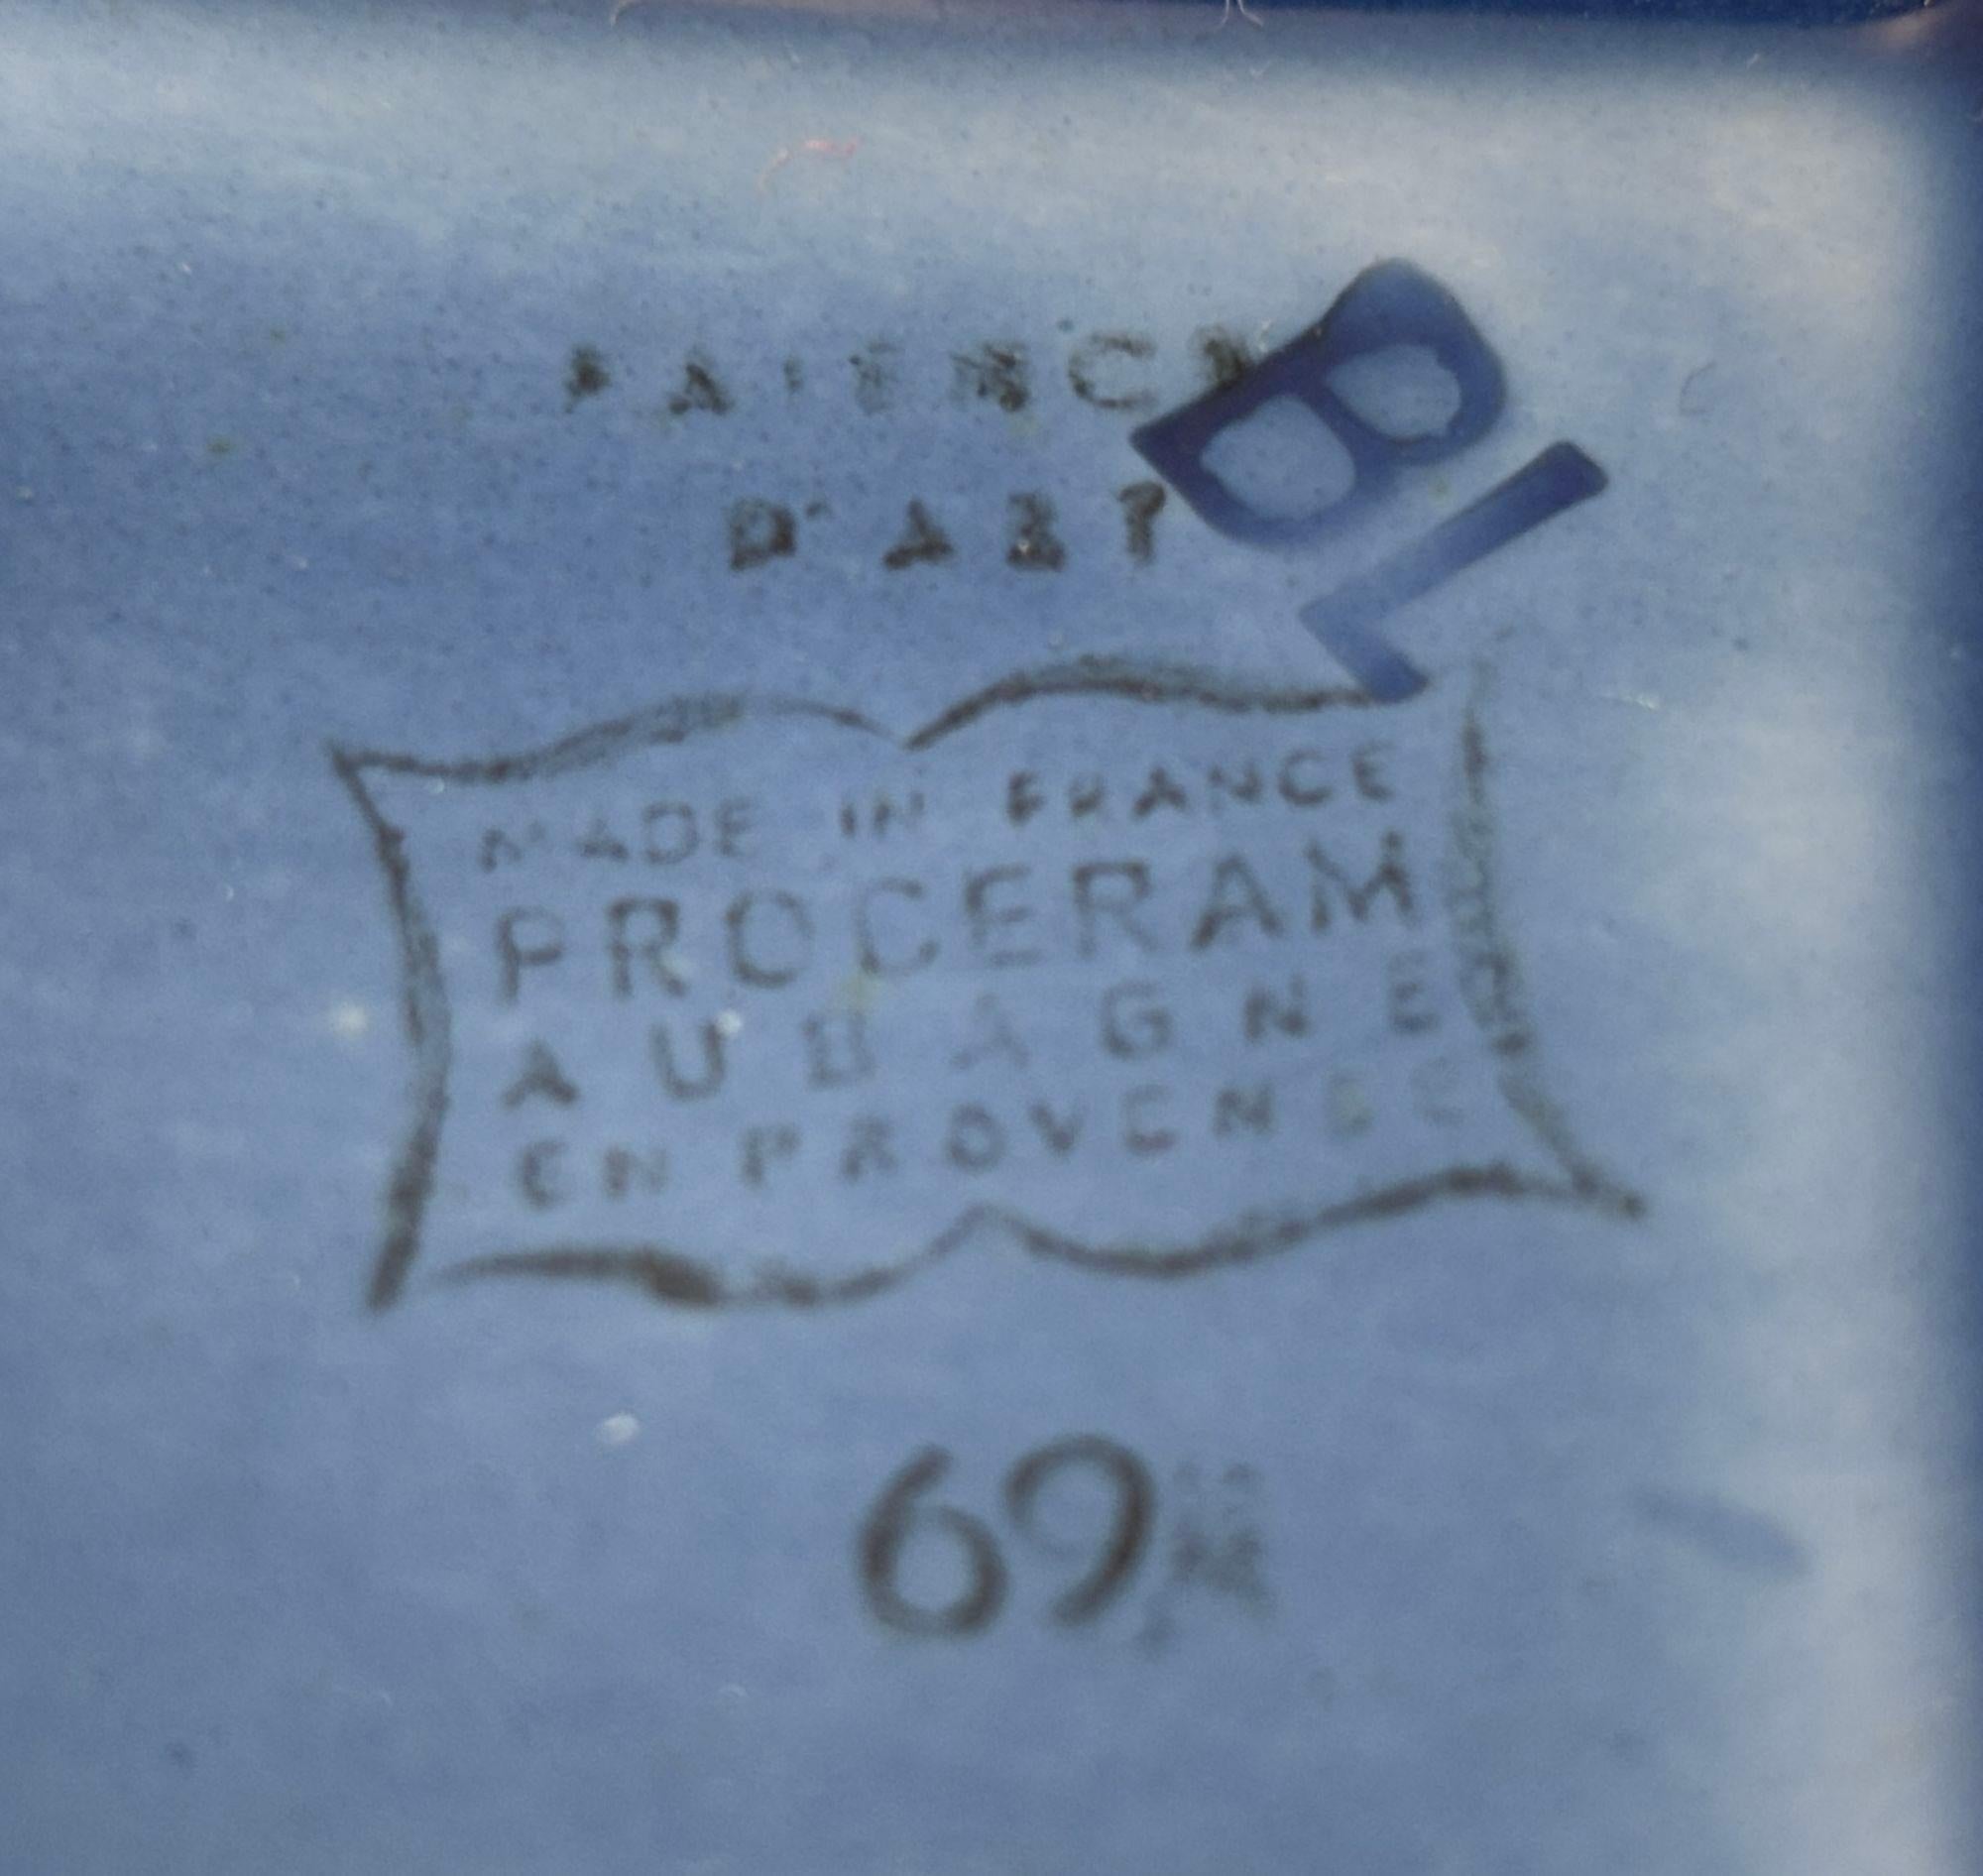 FAIENCE
D'ART
BL
MADE IN FRANCE
PROCERAM
AUBAGNE
EN PROVENCE
69